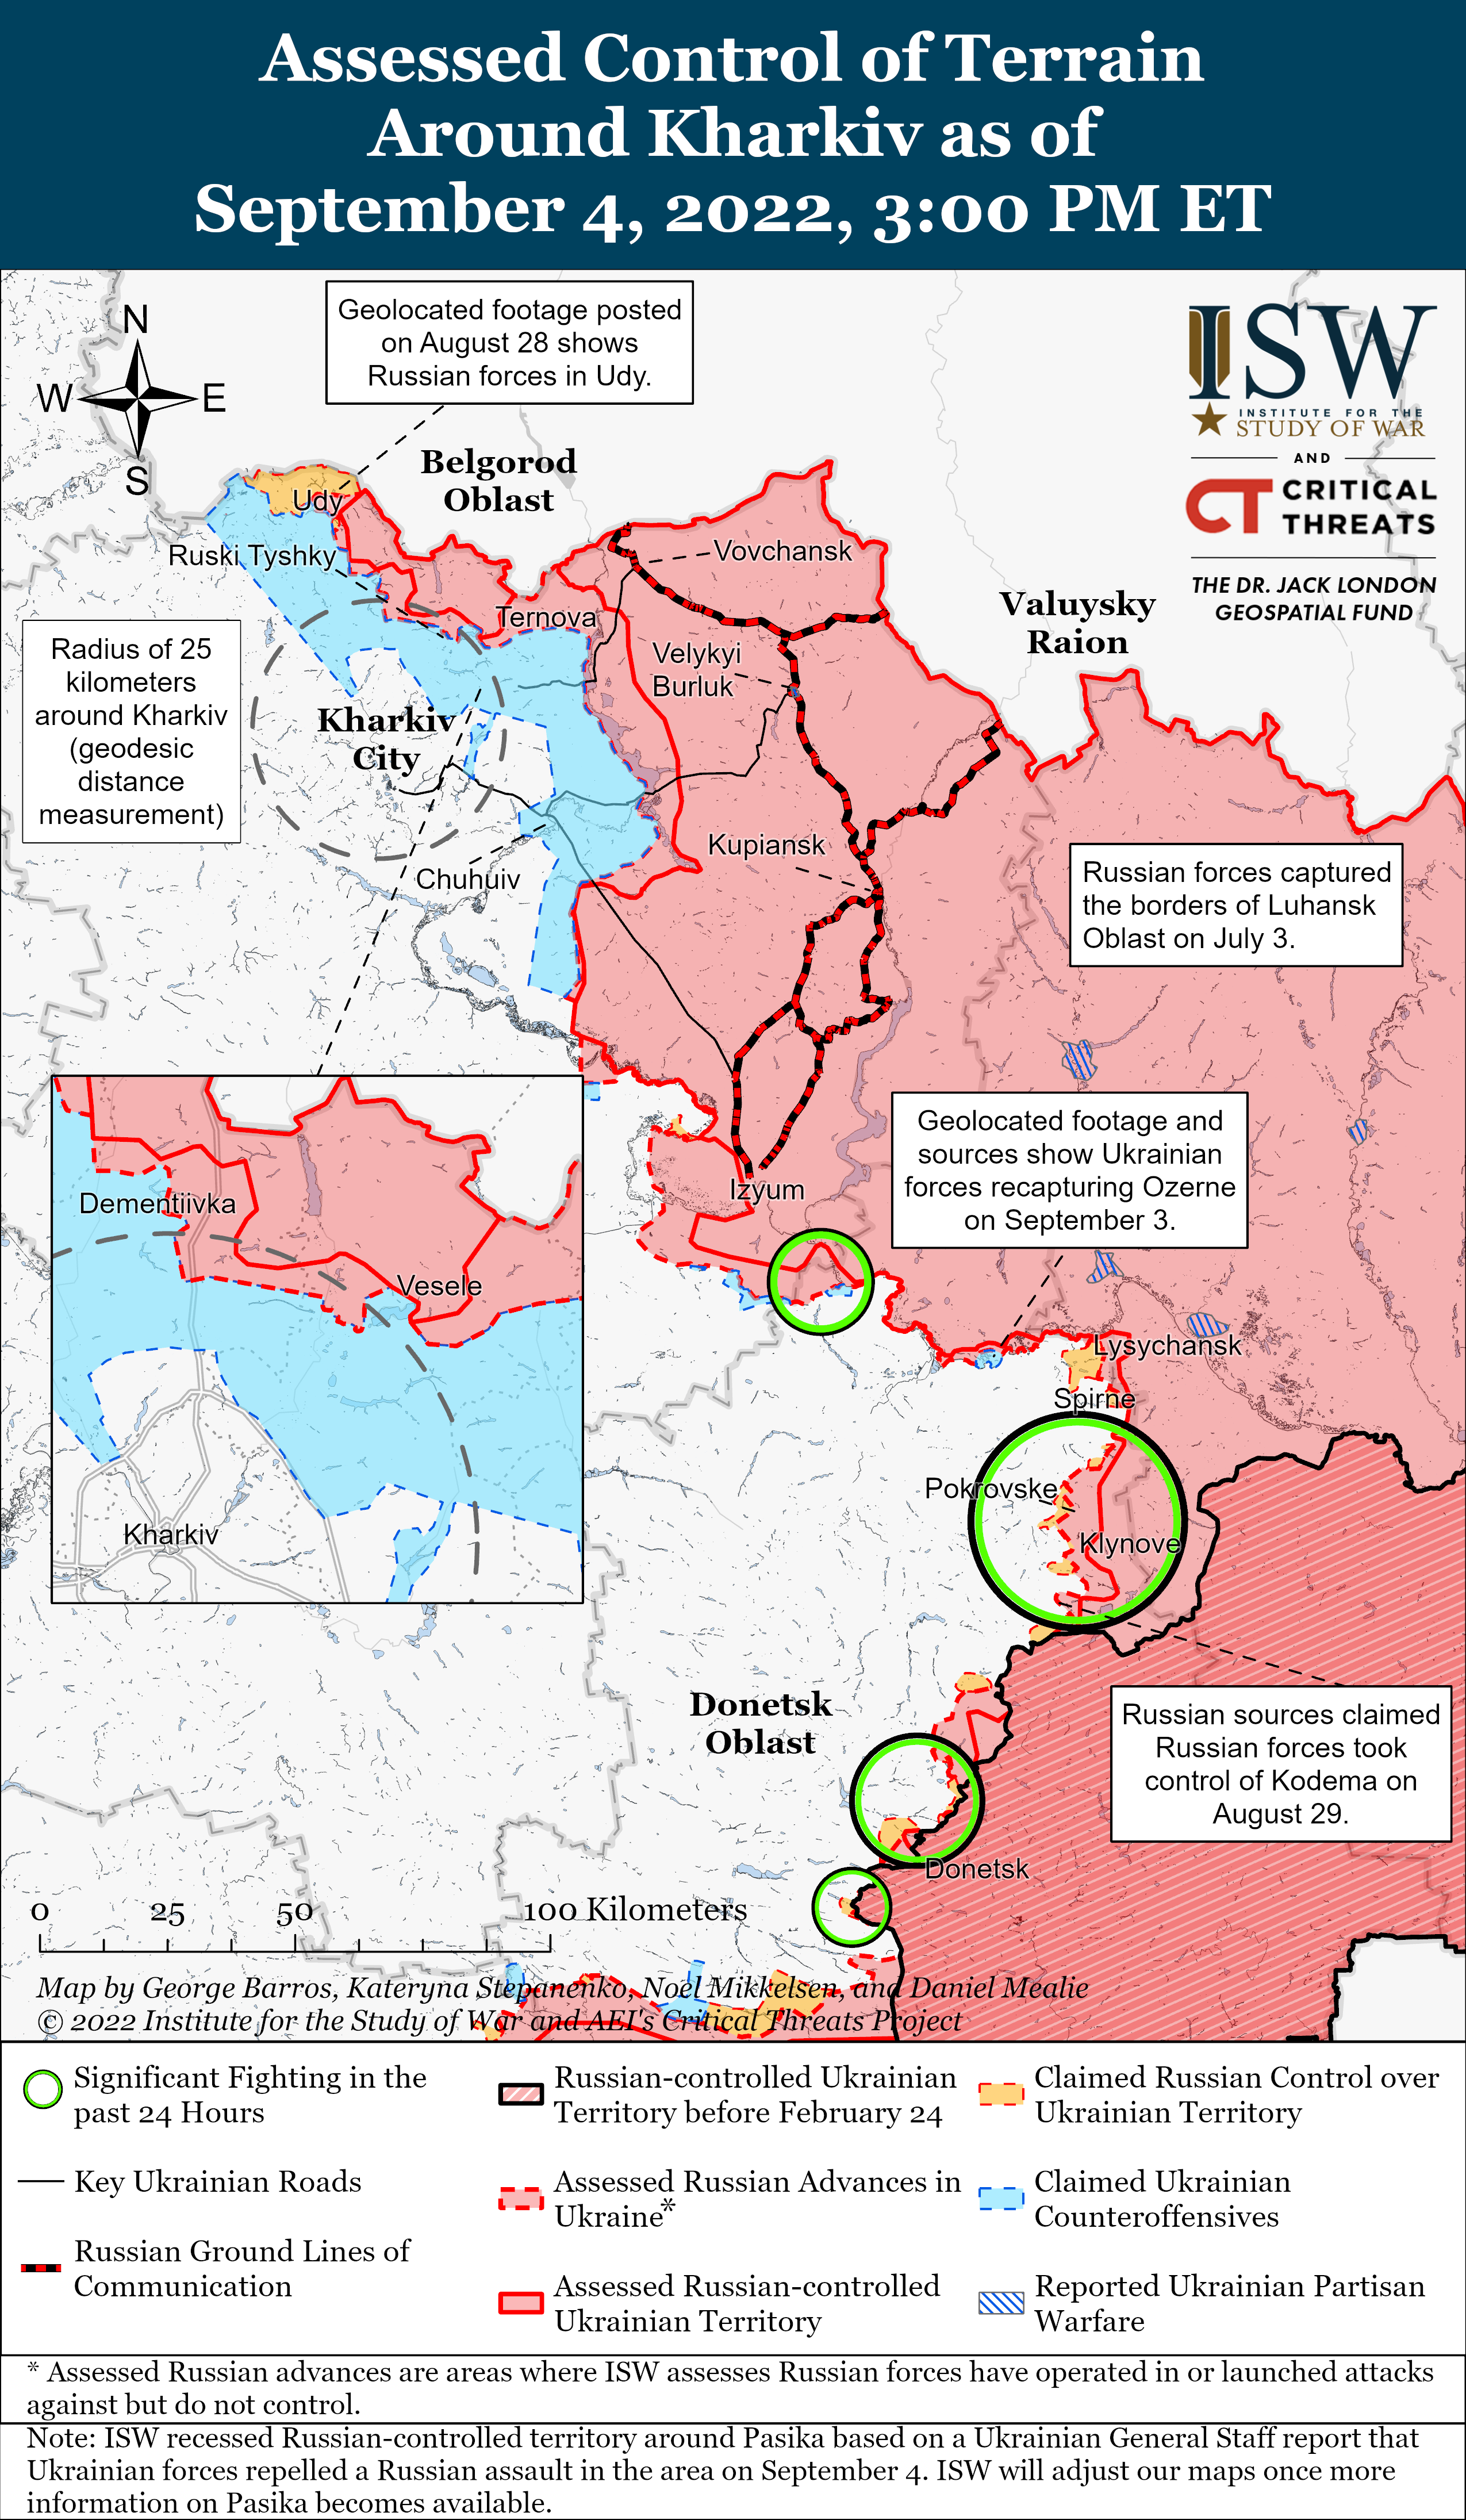 Assessed Control of Terrain
Around Kharkiv as of
September 4, 2022, 3:00 PM ET
Geolocated footage posted
on August 28 shows
Russian forces in Udy.
N
W
E
S
ISW
INSTITUTE FOR THE
STUDY OF WAR
AND
CT CRITICAL
THREATS
THE DR. JACK LONDON
GEOSPATIAL FUND
Belgorod
Oblast
Udy
Ruski Tyshky
Vovchansk
Ternova
Valuysky
Raion
Radius of 25
kilometers
around Kharkiv
(geodesic
distance
measurement)
Velykyi
Burluk
Kharkiv
City
Kupiansk
Chuhuiv
Russian forces captured
the borders of Luhansk
Oblast on July 3.
Geolocated footage and
sources show Ukrainian
forces recapturing Ozerne
on September 3.
Izyum
Dementiivka
Vesele
Kharkiv
Lysychansk
Spirne
Pokrovske
Klynove
Donetsk
Oblast
Russian sources claimed
Russian forces took
control of Kodema on
August 29.
Donetsk
0 25 50 100 Kilometers
Map by George Barros, Kateryna Stepanenko, Noel Mikkelsen, and Daniel Mealie
© 2022 Institute for the Study of War and AEI's Critical Threats Project
Significant Fighting in the
past 24 Hours
Key Ukrainian Roads
Russian Ground Lines of
Communication
Russian-controlled Ukrainian
Territory before February 24
Assessed Russian Advances in
Ukraine*
Assessed Russian-controlled
Ukrainian Territory
Claimed Russian Control over
Ukrainian Territory
Claimed Ukrainian
Counteroffensives
Reported Ukrainian Partisan
Warfare
* Assessed Russian advances are areas where ISW assesses Russian forces have operated in or launched attacks
against but do not control.
Note: ISW recessed Russian-controlled territory around Pasika based on a Ukrainian General Staff report that
Ukrainian forces repelled a Russian assault in the area on September 4. ISW will adjust our maps once more
information on Pasika becomes available.